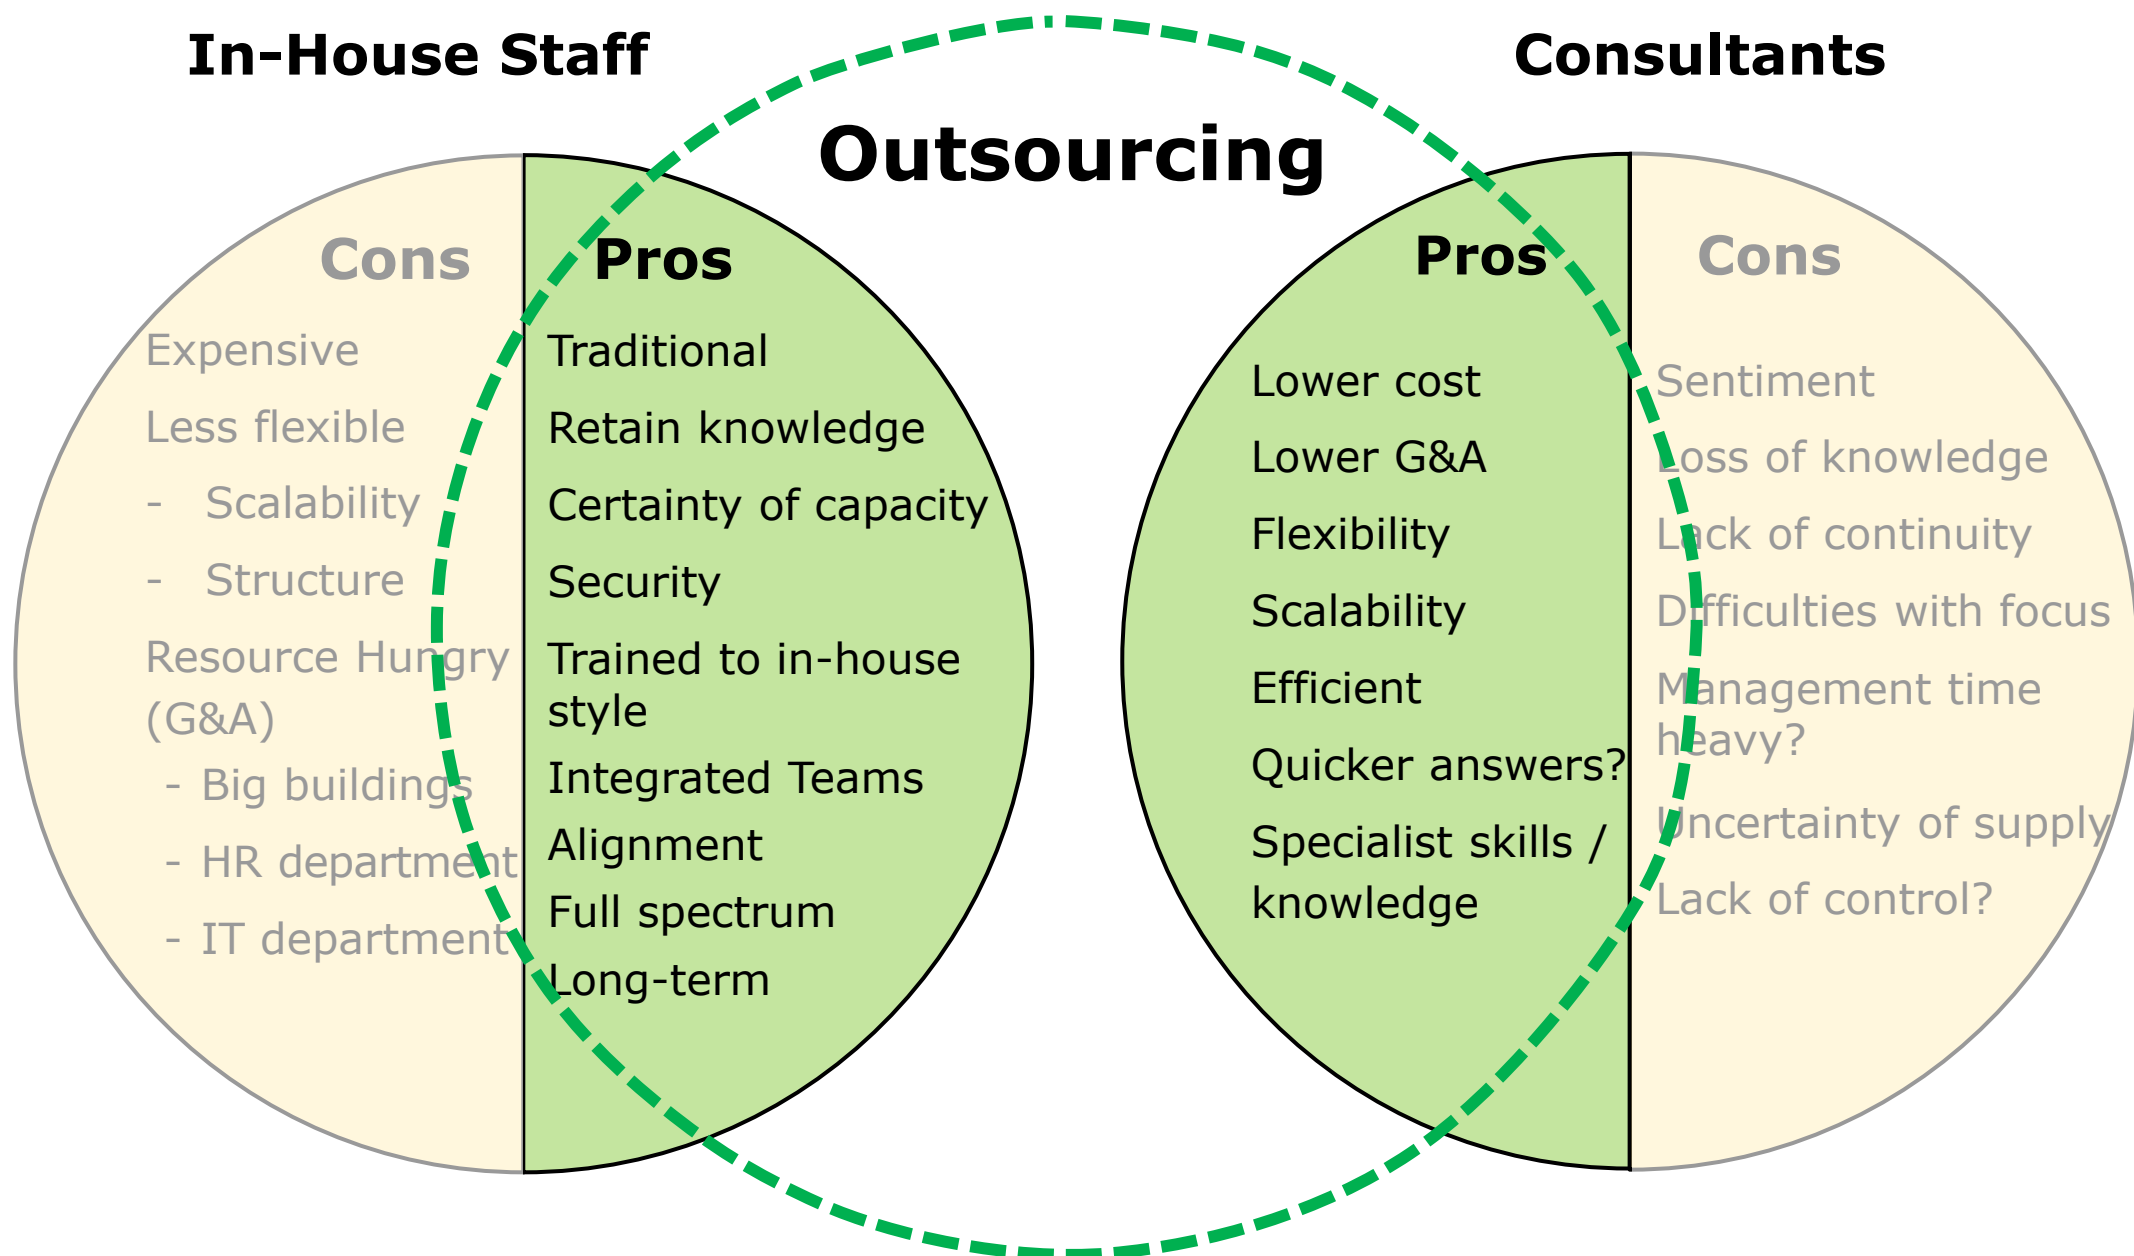 In-House Staff
Consultants
Outsourcing
Cons
Expensive
Less flexible
- Scalability
- Structure
Resource Hungry
(G&A)
- Big buildings
- HR department
- IT department
Pros
Traditional
Retain knowledge
Certainty of capacity
Security
Trained to in-house
style
Integrated Teams
Alignment
Full spectrum
Long-term
Pros
Lower cost
Lower G&A
Flexibility
Scalability
Efficient
Quicker answers?
Specialist skills /
knowledge
Cons
Sentiment
Loss of knowledge
Lack of continuity
Difficulties with focus
Management time
heavy?
Uncertainty of supply
Lack of control?